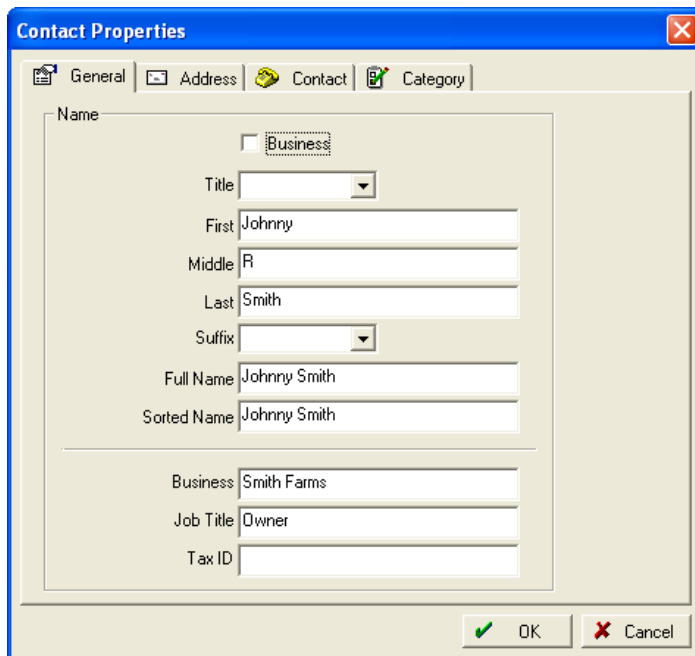 Contact Properties
General Address Contact Category
Name
Business
Title
First Johnny
Middle R
Last Smith
Suffix
Full Name Johnny Smith
Sorted Name Johnny Smith
Business Smith Farms
Job Title Owner
Tax ID
OK Cancel